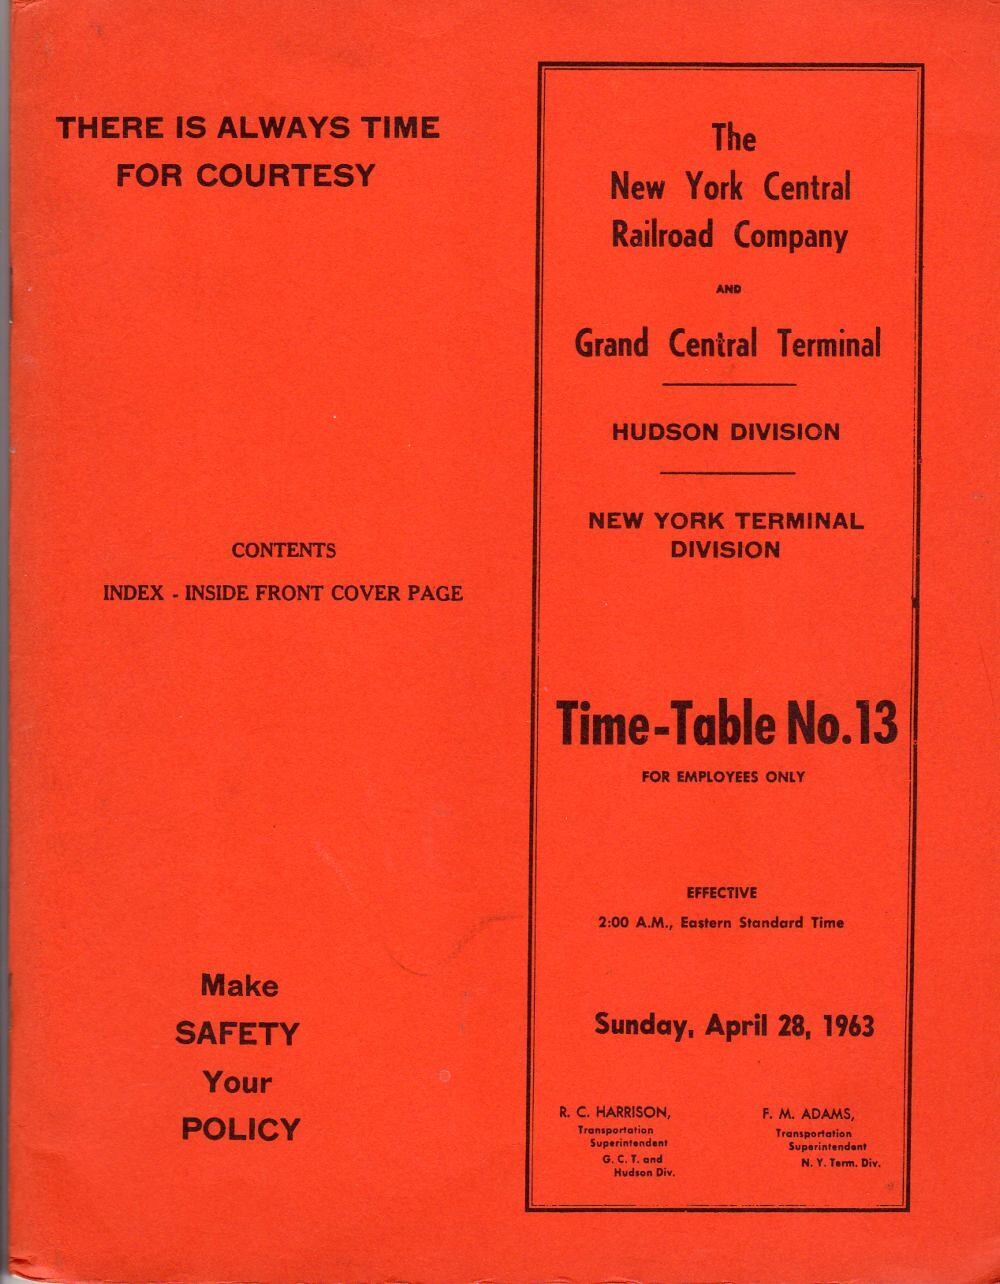 THERE IS ALWAYS TIME
FOR COURTESY
CONTENTS
INDEX - INSIDE FRONT COVER PAGE
Make
SAFETY
Your
POLICY
The
New York Central
Railroad Company
AND
Grand Central Terminal
HUDSON DIVISION
NEW YORK TERMINAL
DIVISION
Time-Table No. 13
FOR EMPLOYEES ONLY
EFFECTIVE
2:00 A.M., Eastern Standard Time
Sunday, April 28, 1963
R. C. HARRISON,
Transportation
Superintendent
G. C. T. and
Hudson Div.
F. M. ADAMS,
Transportation
Superintendent
N. Y. Term. Div.